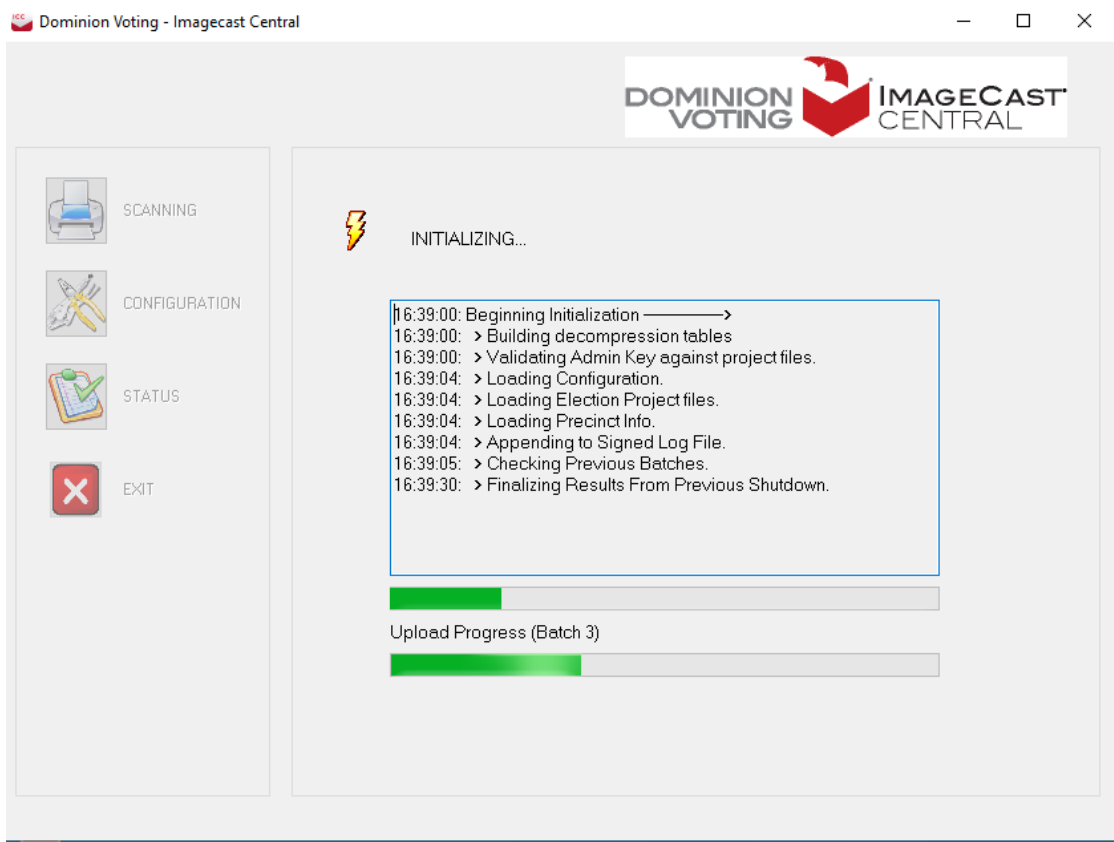 Dominion Voting - Imagecast Central
DOMINION VOTING
IMAGECAST CENTRAL
SCANNING
CONFIGURATION
STATUS
EXIT
INITIALIZING...
16:39:00: Beginning Initialization ————>
16:39:00: > Building decompression tables
16:39:00: > Validating Admin Key against project files.
16:39:04: > Loading Configuration.
16:39:04: > Loading Election Project files.
16:39:04: > Loading Precinct Info.
16:39:04: > Appending to Signed Log File.
16:39:05: > Checking Previous Batches.
16:39:30: > Finalizing Results From Previous Shutdown.
Upload Progress (Batch 3)